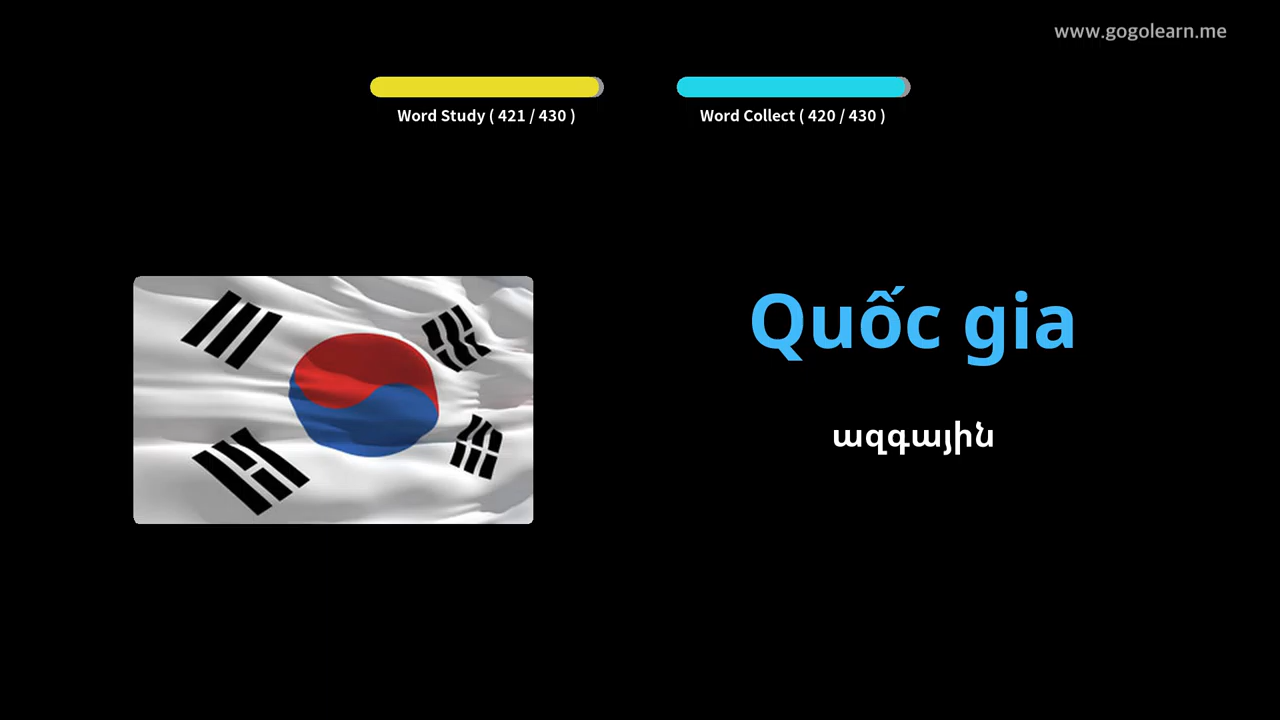 www.gogolearn.me
Word Study ( 421 / 430 )
Word Collect ( 420 / 430 )
Quốc gia
ազգային